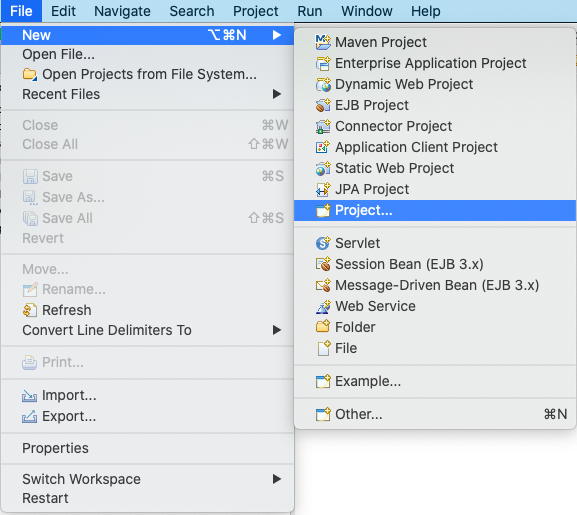 File Edit Navigate Search Project Run Window Help
New ⌥⌘N ▶
Open File...
Open Projects from File System...
Recent Files ▶
Close ⌘W
Close All ⇧⌘W
Save ⌘S
Save As...
Save All ⇧⌘S
Revert
Move...
Rename...
Refresh
Convert Line Delimiters To ▶
Print...
Import...
Export...
Properties
Switch Workspace ▶
Restart
Maven Project
Enterprise Application Project
Dynamic Web Project
EJB Project
Connector Project
Application Client Project
Static Web Project
JPA Project
Project...
Servlet
Session Bean (EJB 3.x)
Message-Driven Bean (EJB 3.x)
Web Service
Folder
File
Example...
Other... ⌘N